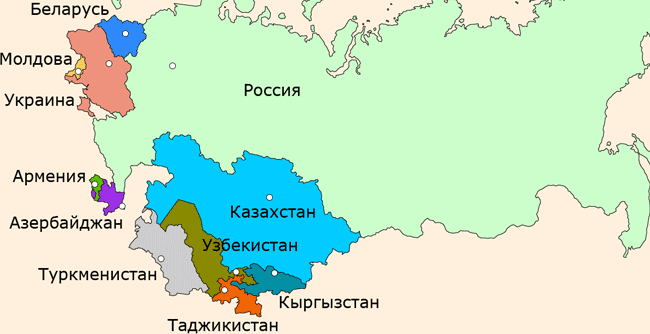 Беларусь
Молдова
Россия
Украина
Армения
Казахстан
Азербайджан
Узбекистан
Туркменистан
Кыргызстан
Таджикистан